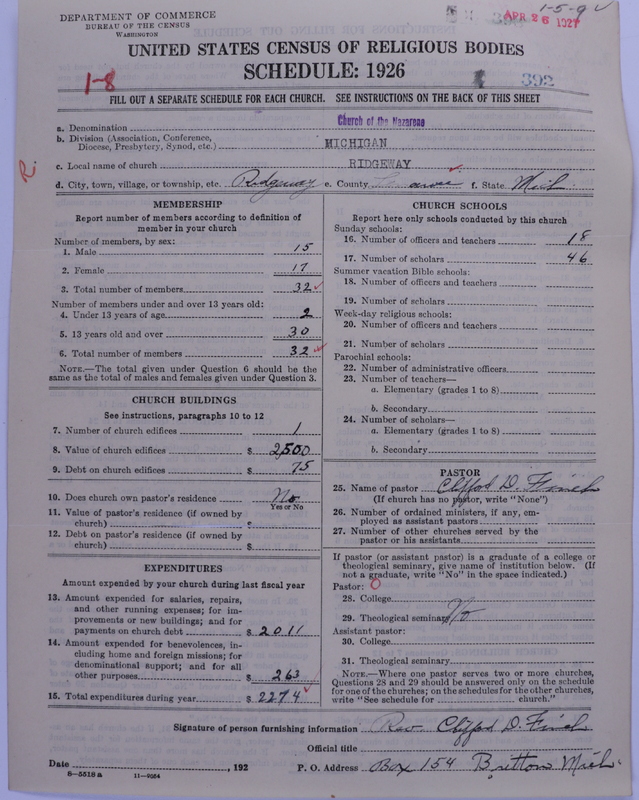 DEPARTMENT OF COMMERCE
BUREAU OF THE CENSUS
WASHINGTON
1-5-9
APR 26 1927
UNITED STATES CENSUS OF RELIGIOUS BODIES
SCHEDULE: 1926
1-8
392
FILL OUT A SEPARATE SCHEDULE FOR EACH CHURCH. SEE INSTRUCTIONS ON THE BACK OF THIS SHEET
a. Denomination Church of the Nazarene
b. Division (Association, Conference, Diocese, Presbytery, Synod, etc.) MICHIGAN
c. Local name of church RIDGEWAY
R.
d. City, town, village, or township, etc. Ridgeway e. County Lenawee f. State Mich
MEMBERSHIP
Report number of members according to definition of
member in your church
Number of members, by sex:
1. Male 15
2. Female 17
3. Total number of members 32
Number of members under and over 13 years old:
4. Under 13 years of age 2
5. 13 years old and over 30
6. Total number of members 32
NOTE.—The total given under Question 6 should be
same as the total of males and females given under Question 3.
CHURCH BUILDINGS
See instructions, paragraphs 10 to 12
7. Number of church edifices 1
8. Value of church edifices $ 2,500
9. Debt on church edifices $ 75
10. Does church own pastor's residence No
Yes or No
11. Value of pastor's residence (if owned by
church) $
12. Debt on pastor's residence (if owned by
church) $
EXPENDITURES
Amount expended by your church during last fiscal year
13. Amount expended for salaries, repairs,
and other running expenses; for im-
provements or new buildings; and for
payments on church debt $ 2011
14. Amount expended for benevolences, in-
cluding home and foreign missions; for
denominational support; and for all
other purposes $ 263
15. Total expenditures during year $ 2274
CHURCH SCHOOLS
Report here only schools conducted by this church
Sunday schools:
16. Number of officers and teachers 18
17. Number of scholars 46
Summer vacation Bible schools:
18. Number of officers and teachers
19. Number of scholars
Week-day religious schools:
20. Number of officers and teachers
21. Number of scholars
Parochial schools:
22. Number of administrative officers
23. Number of teachers—
a. Elementary (grades 1 to 8)
b. Secondary
24. Number of scholars—
a. Elementary (grades 1 to 8)
b. Secondary
PASTOR
25. Name of pastor Clifford D. Finch
(If church has no pastor, write "None")
26. Number of ordained ministers, if any, em-
ployed as assistant pastors
27. Number of other churches served by the
pastor or his assistants
If pastor (or assistant pastor) is a graduate of a college or
theological seminary, give name of institution below. (If
not a graduate, write "No" in the space indicated.)
Pastor: 0
28. College
29. Theological seminary No
Assistant pastor:
30. College
31. Theological seminary
NOTE.—Where one pastor serves two or more churches,
Questions 28 and 29 should be answered only on the schedule
for one of the churches; on the schedules for the other churches,
write "See schedule for church."
Signature of person furnishing information Rev. Clifford D. Finch
Official title
Date , 192 P. O. Address Box 154 Britton Mich.
8-5518 a 11-9054